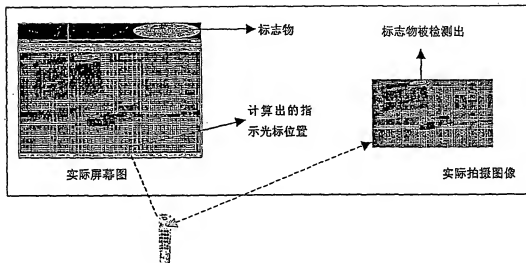 标志物
标志物被检测出
计算出的指
示光标位置
实际屏幕图
实际拍摄图像